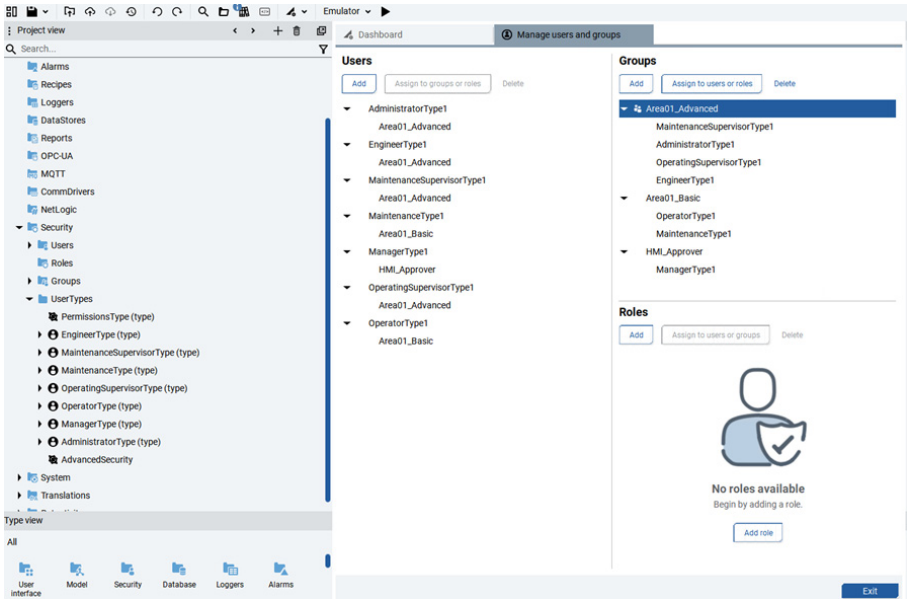 Emulator
Project view
Search...
Alarms
Recipes
Loggers
DataStores
Reports
OPC-UA
MQTT
CommDrivers
NetLogic
Security
Users
Roles
Groups
UserTypes
PermissionsType (type)
EngineerType (type)
MaintenanceSupervisorType (type)
MaintenanceType (type)
OperatingSupervisorType (type)
OperatorType (type)
ManagerType (type)
AdministratorType (type)
AdvancedSecurity
System
Translations
Type view
All
User interface
Model
Security
Database
Loggers
Alarms
Dashboard
Manage users and groups
Users
Add
Assign to groups or roles
Delete
AdministratorType1
Area01_Advanced
EngineerType1
Area01_Advanced
MaintenanceSupervisorType1
Area01_Advanced
MaintenanceType1
Area01_Basic
ManagerType1
HMI_Approver
OperatingSupervisorType1
Area01_Advanced
OperatorType1
Area01_Basic
Groups
Add
Assign to users or roles
Delete
Area01_Advanced
MaintenanceSupervisorType1
AdministratorType1
OperatingSupervisorType1
EngineerType1
Area01_Basic
OperatorType1
MaintenanceType1
HMI_Approver
ManagerType1
Roles
Add
Assign to users or groups
Delete
No roles available
Begin by adding a role.
Add role
Exit